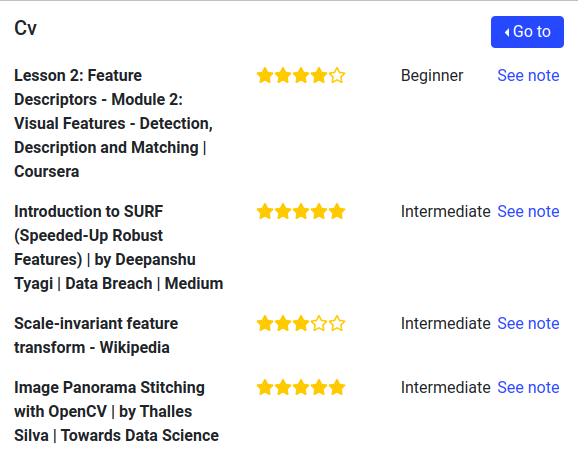 Cv
Go to
Lesson 2: Feature
Descriptors - Module 2:
Visual Features - Detection,
Description and Matching |
Coursera
Beginner
See note
Introduction to SURF
(Speeded-Up Robust
Features) | by Deepanshu
Tyagi | Data Breach | Medium
Intermediate
See note
Scale-invariant feature
transform - Wikipedia
Intermediate
See note
Image Panorama Stitching
with OpenCV | by Thalles
Silva | Towards Data Science
Intermediate
See note